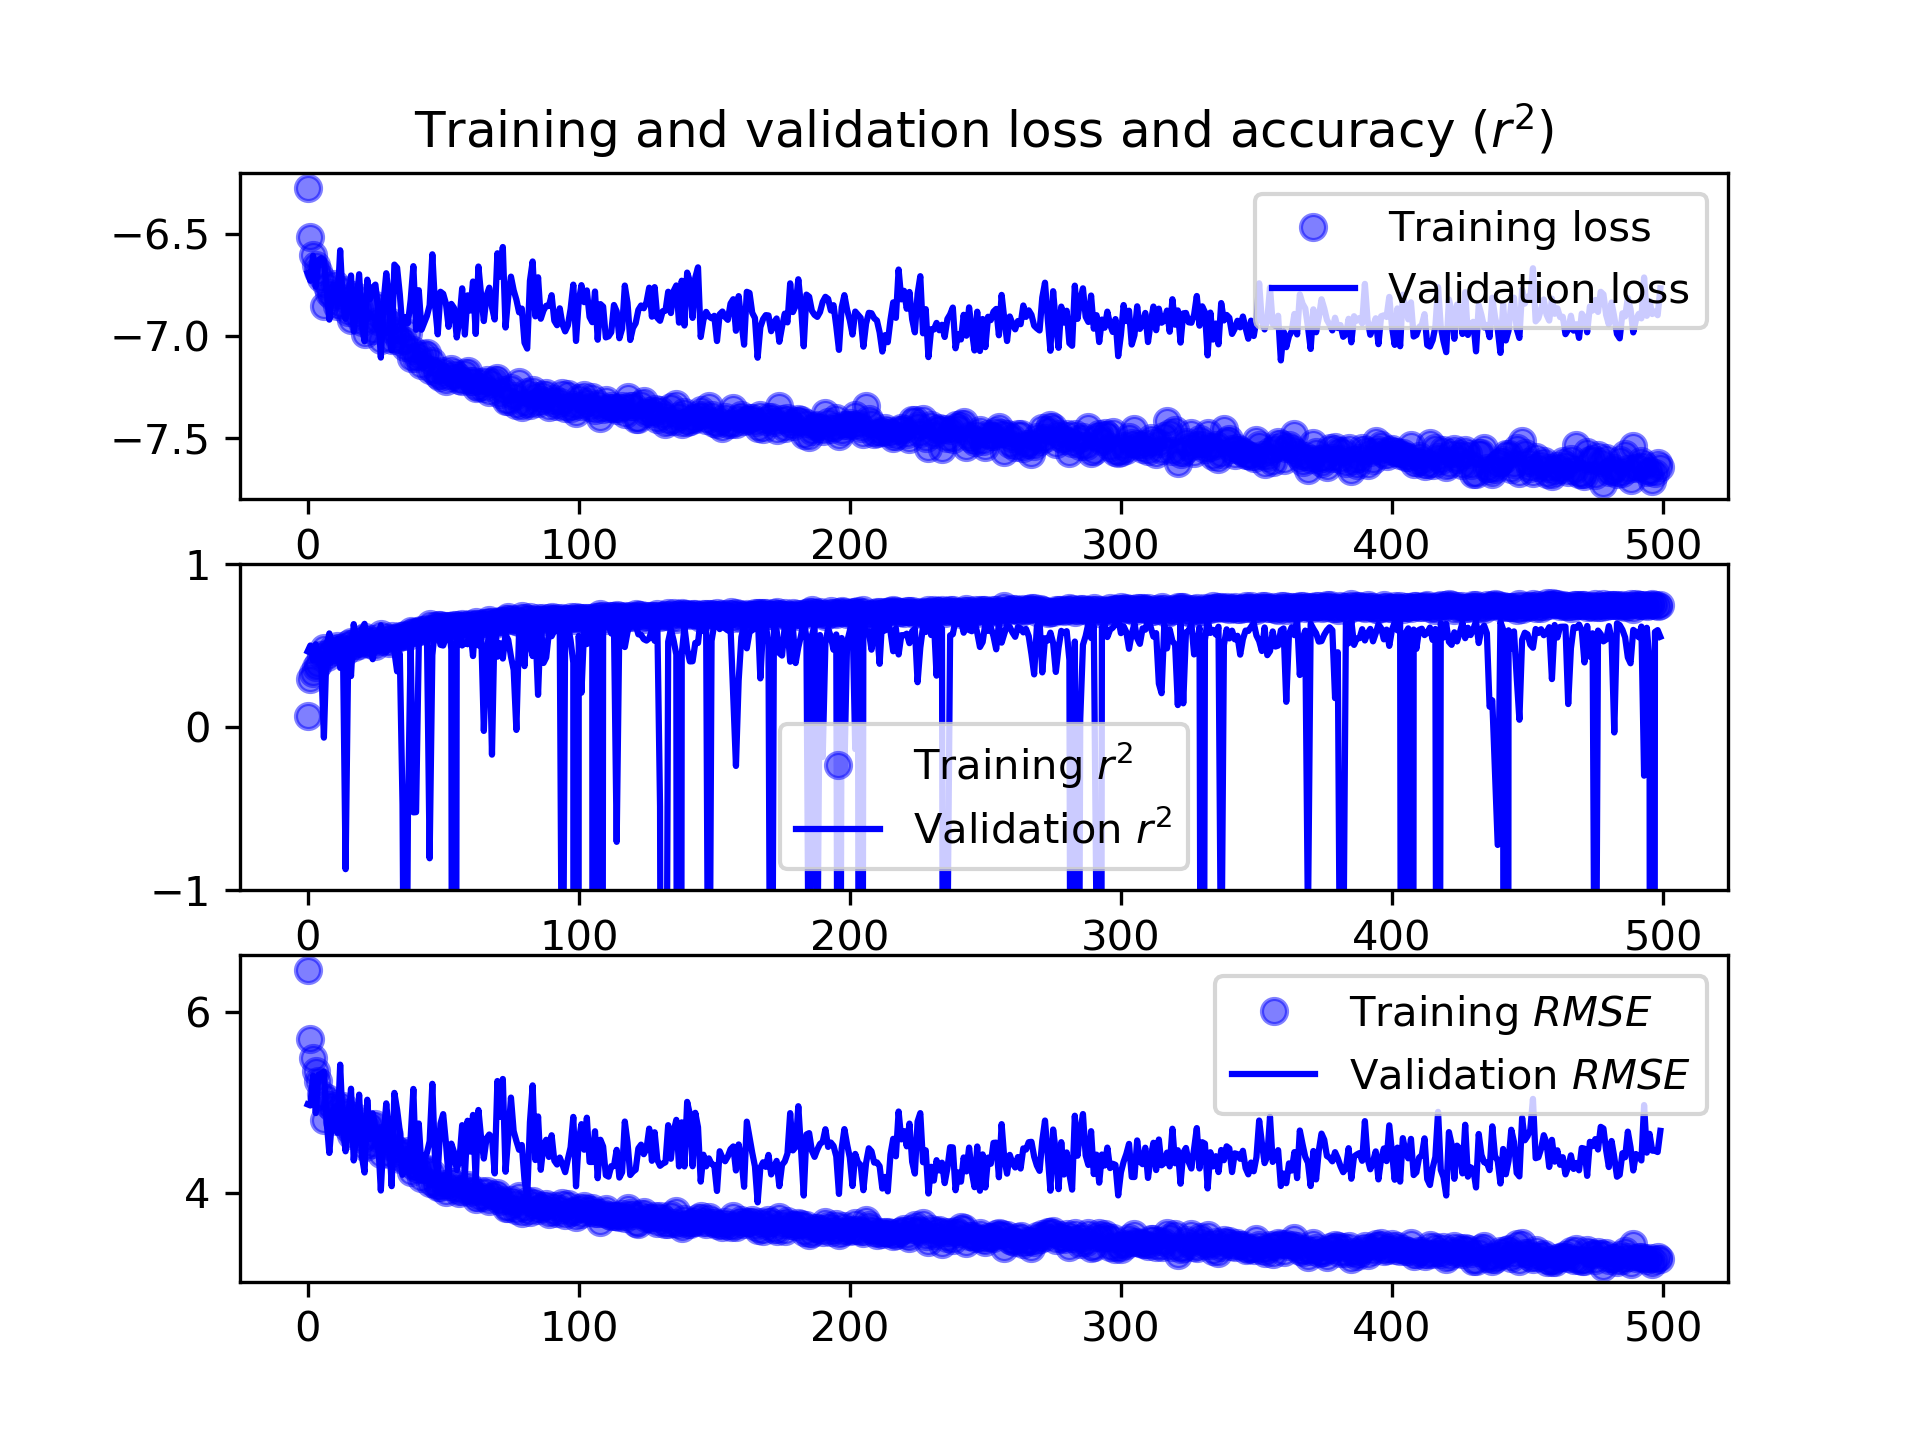 Training and validation loss and accuracy (r²)
−6.5
−7.0
−7.5
Training loss
Validation loss
0 100 200 300 400 500
1
0
−1
Training r²
Validation r²
0 100 200 300 400 500
6
4
Training RMSE
Validation RMSE
0 100 200 300 400 500